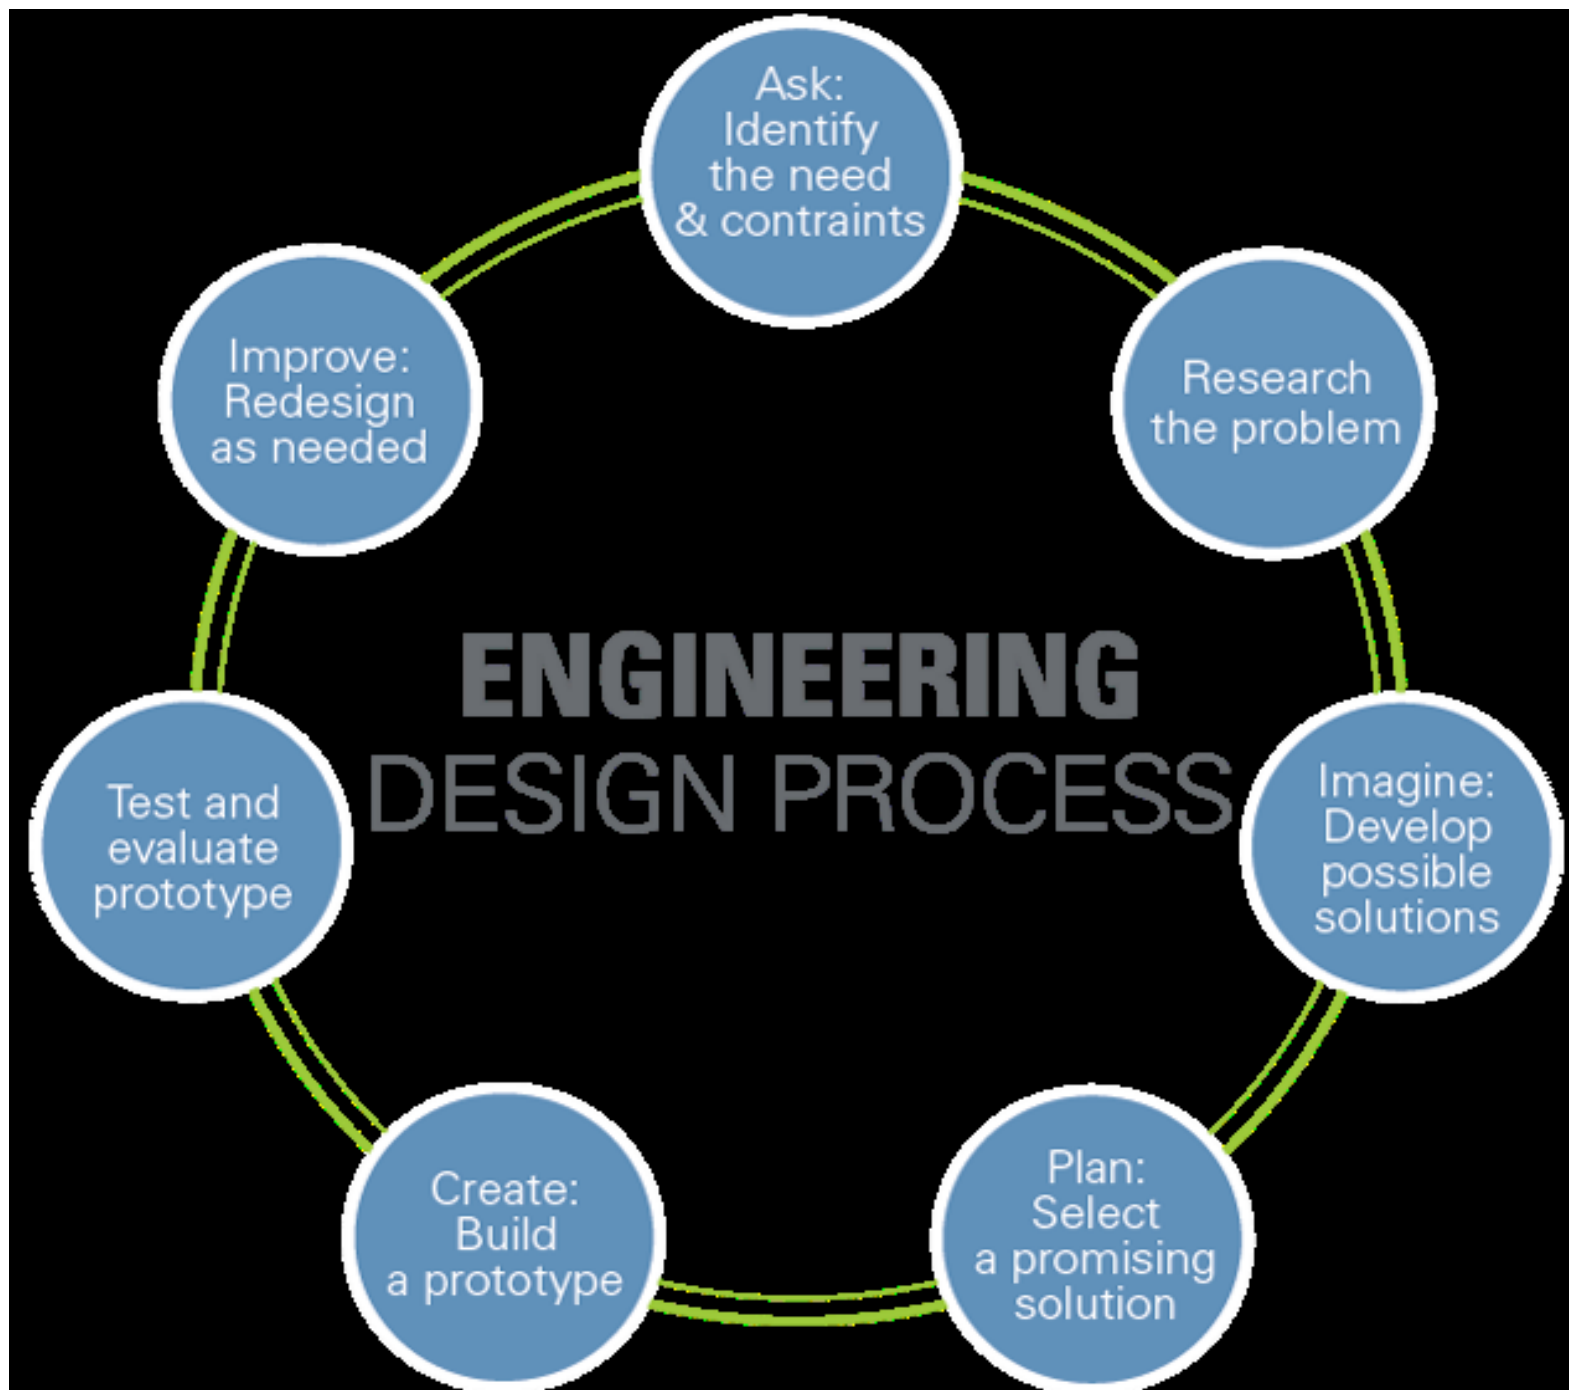 Ask:
Identify
the need
& contraints
Research
the problem
Imagine:
Develop
possible
solutions
Plan:
Select
a promising
solution
Create:
Build
a prototype
Test and
evaluate
prototype
Improve:
Redesign
as needed
ENGINEERING
DESIGN PROCESS